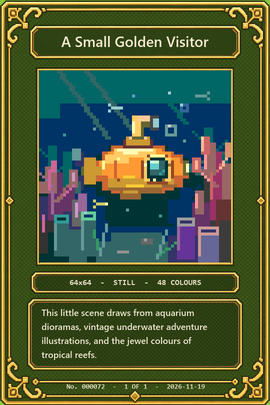 A Small Golden Visitor
64x64 - STILL - 48 COLOURS
This little scene draws from aquarium
dioramas, vintage underwater adventure
illustrations, and the jewel colours of
tropical reefs.
No. 000072 - 1 OF 1 - 2026-11-19